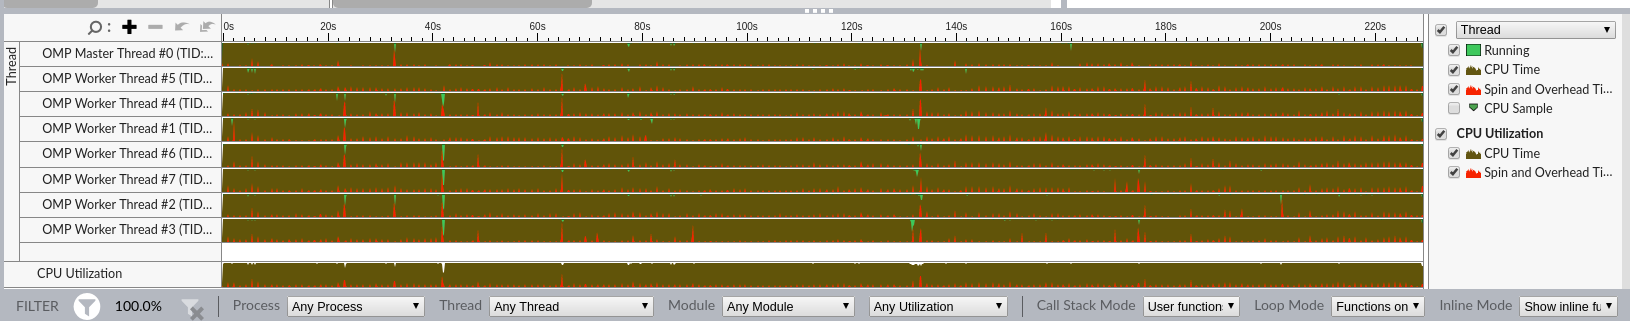 0s 20s 40s 60s 80s 100s 120s 140s 160s 180s 200s 220s
Thread
OMP Master Thread #0 (TID:...
OMP Worker Thread #5 (TID...
OMP Worker Thread #4 (TID...
OMP Worker Thread #1 (TID...
OMP Worker Thread #6 (TID...
OMP Worker Thread #7 (TID...
OMP Worker Thread #2 (TID...
OMP Worker Thread #3 (TID...
CPU Utilization
Thread
Running
CPU Time
Spin and Overhead Ti...
CPU Sample
CPU Utilization
CPU Time
Spin and Overhead Ti...
FILTER 100.0% Process Any Process Thread Any Thread Module Any Module Any Utilization Call Stack Mode User function Loop Mode Functions on Inline Mode Show inline fu